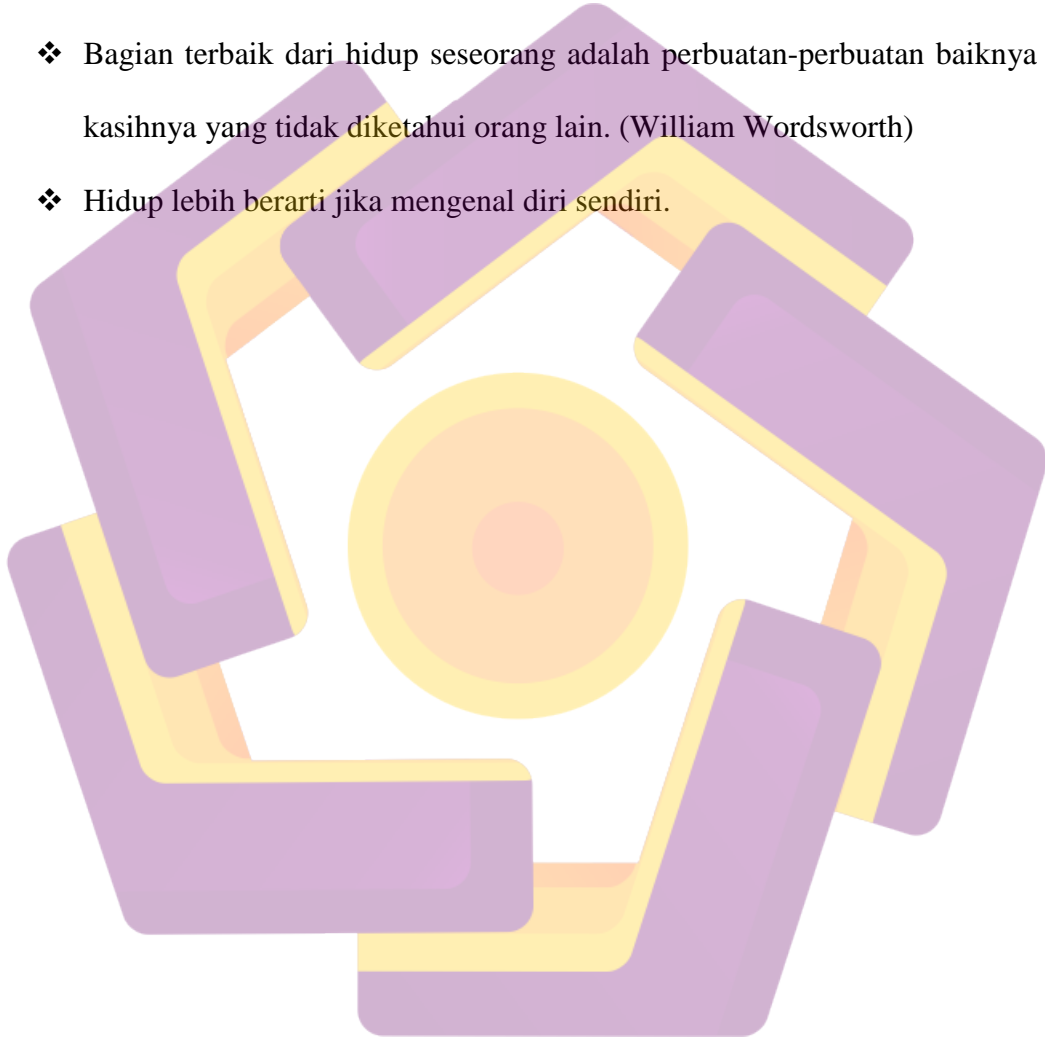 ❖ Bagian terbaik dari hidup seseorang adalah perbuatan-perbuatan baiknya
kasihnya yang tidak diketahui orang lain. (William Wordsworth)
❖ Hidup lebih berarti jika mengenal diri sendiri.